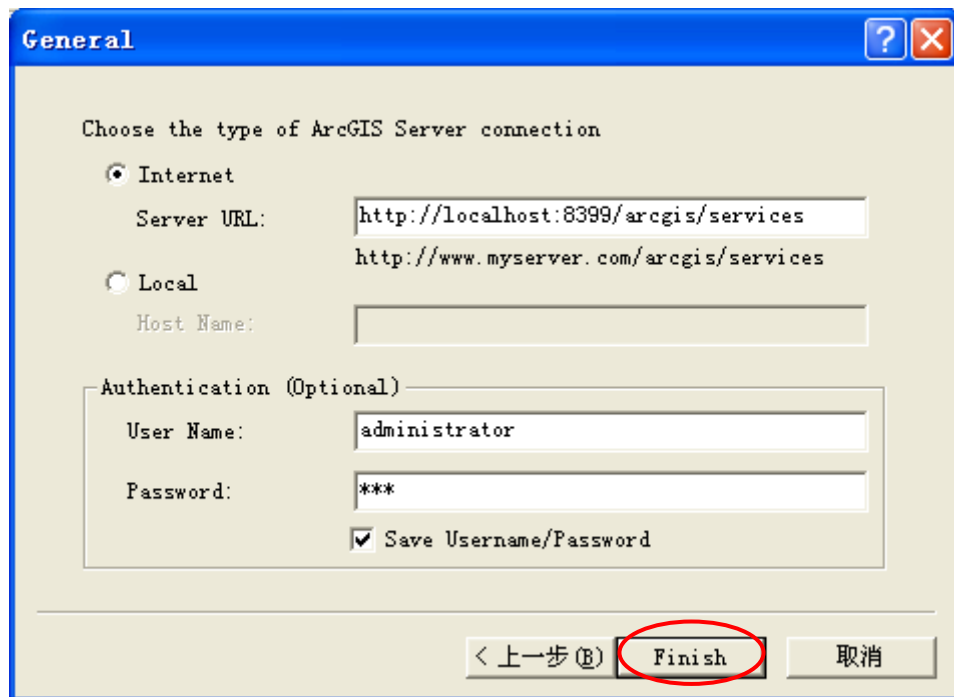 General
Choose the type of ArcGIS Server connection
Internet
Server URL: http://localhost:8399/arcgis/services
http://www.myserver.com/arcgis/services
Local
Host Name:
Authentication (Optional)
User Name: administrator
Password: ***
Save Username/Password
< 上一步(B) Finish 取消